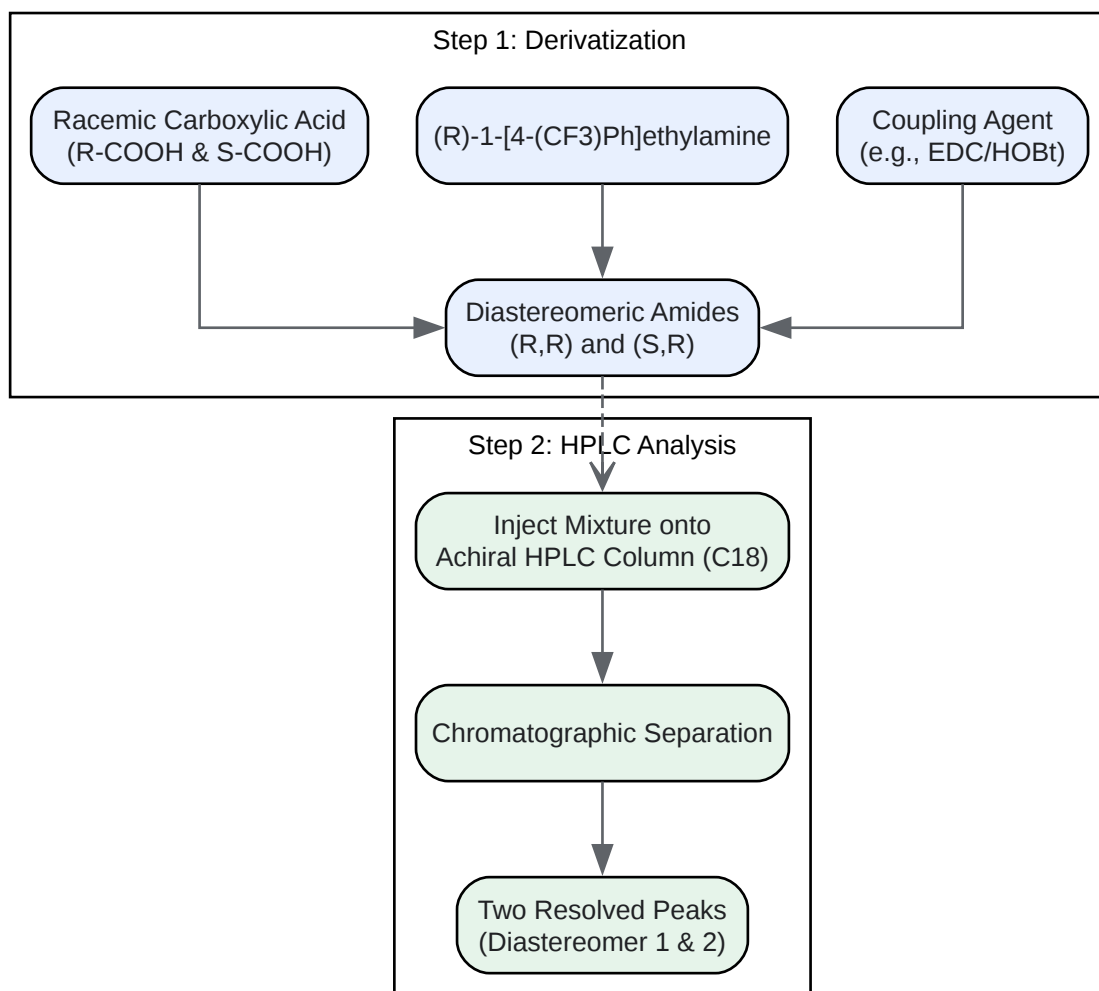 Step 1: Derivatization
Racemic Carboxylic Acid
(R-COOH & S-COOH)
(R)-1-[4-(CF3)Ph]ethylamine
Coupling Agent
(e.g., EDC/HOBt)
Diastereomeric Amides
(R,R) and (S,R)
Step 2: HPLC Analysis
Inject Mixture onto
Achiral HPLC Column (C18)
Chromatographic Separation
Two Resolved Peaks
(Diastereomer 1 & 2)